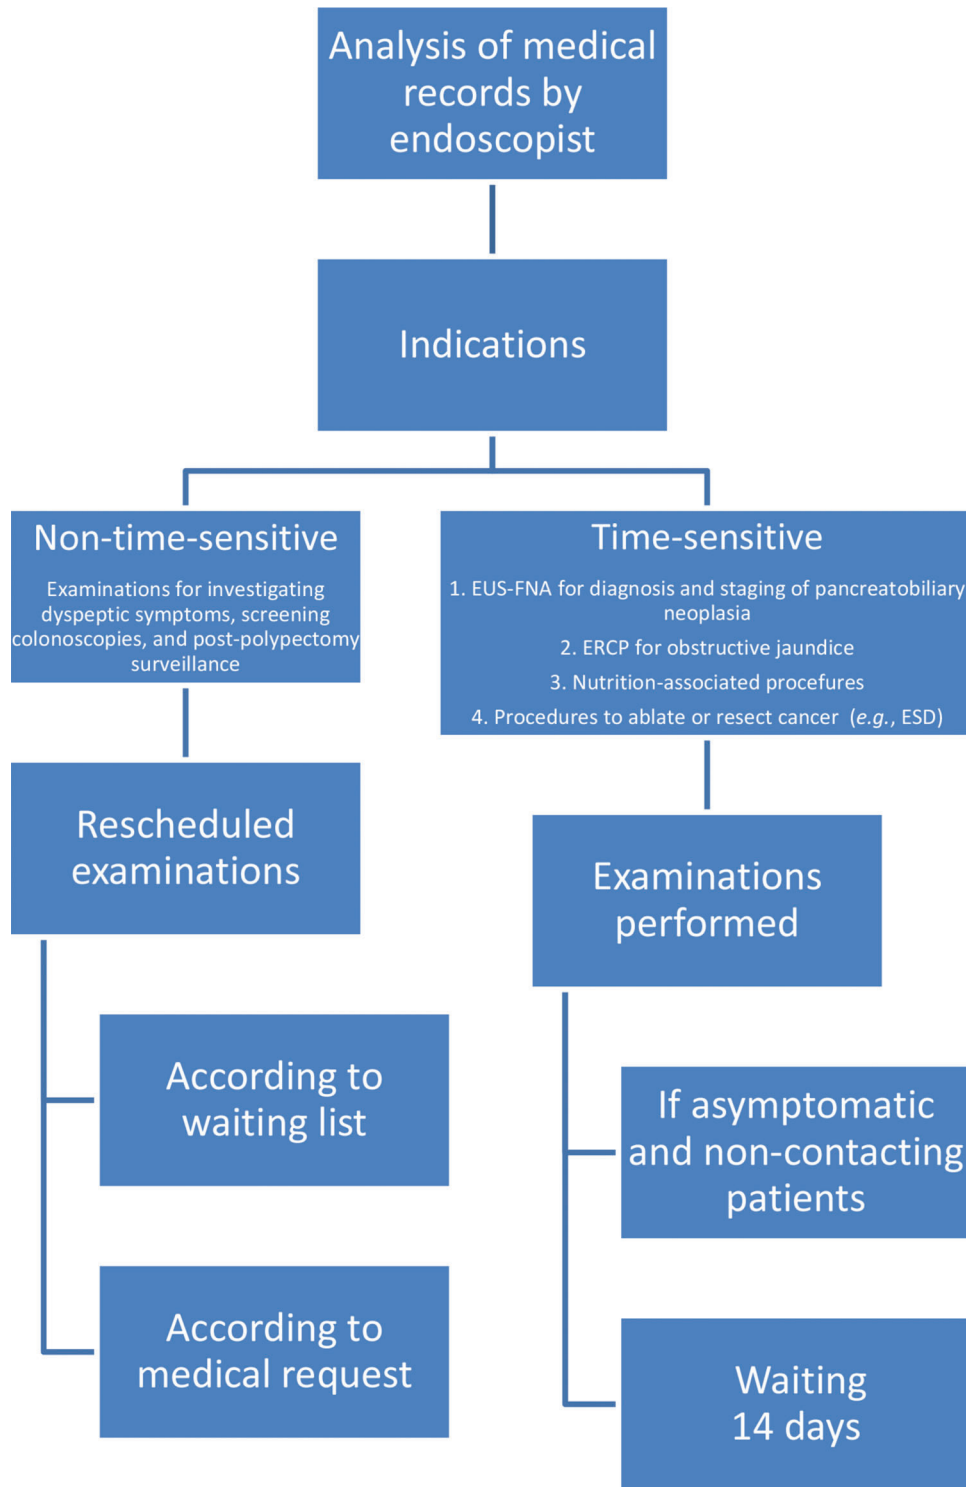 Analysis of medical
records by
endoscopist
Indications
Non-time-sensitive
Examinations for investigating
dyspeptic symptoms, screening
colonoscopies, and post-polypectomy
surveillance
Time-sensitive
1. EUS-FNA for diagnosis and staging of pancreatobiliary
neoplasia
2. ERCP for obstructive jaundice
3. Nutrition-associated procefures
4. Procedures to ablate or resect cancer (e.g., ESD)
Rescheduled
examinations
According to
waiting list
According to
medical request
Examinations
performed
If asymptomatic
and non-contacting
patients
Waiting
14 days